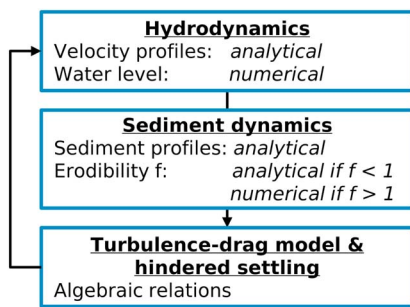 Hydrodynamics
Velocity profiles: analytical
Water level: numerical
Sediment dynamics
Sediment profiles: analytical
Erodibility f: analytical if f < 1
numerical if f > 1
Turbulence-drag model &
hindered settling
Algebraic relations